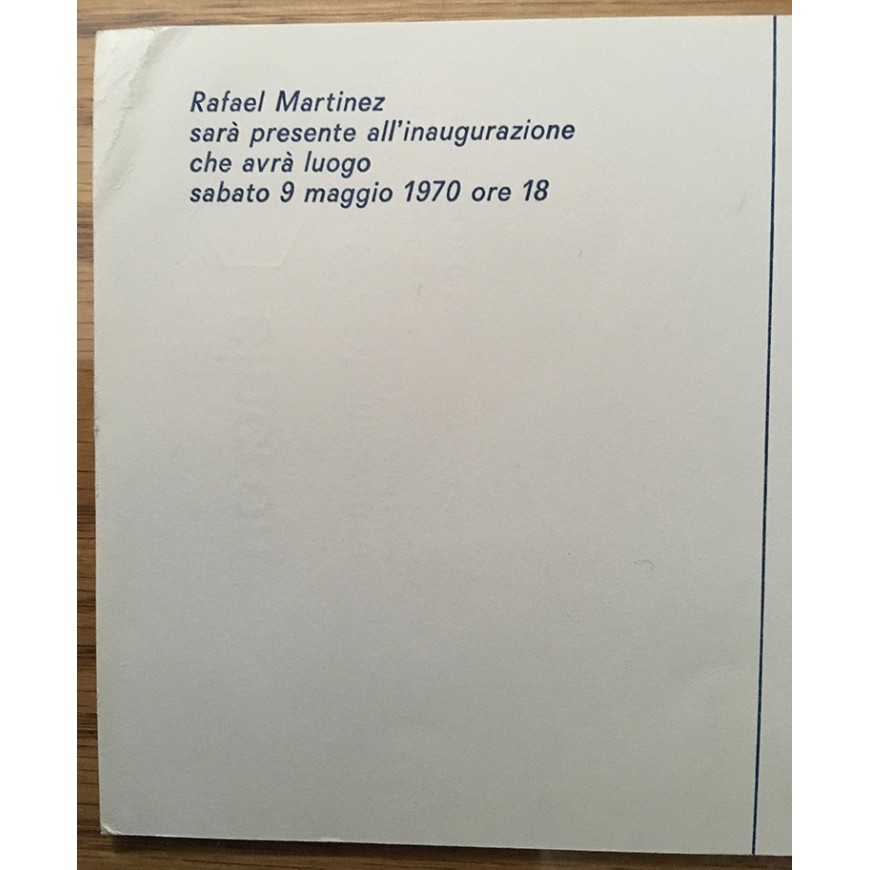 Rafael Martinez
sarà presente all'inaugurazione
che avrà luogo
sabato 9 maggio 1970 ore 18